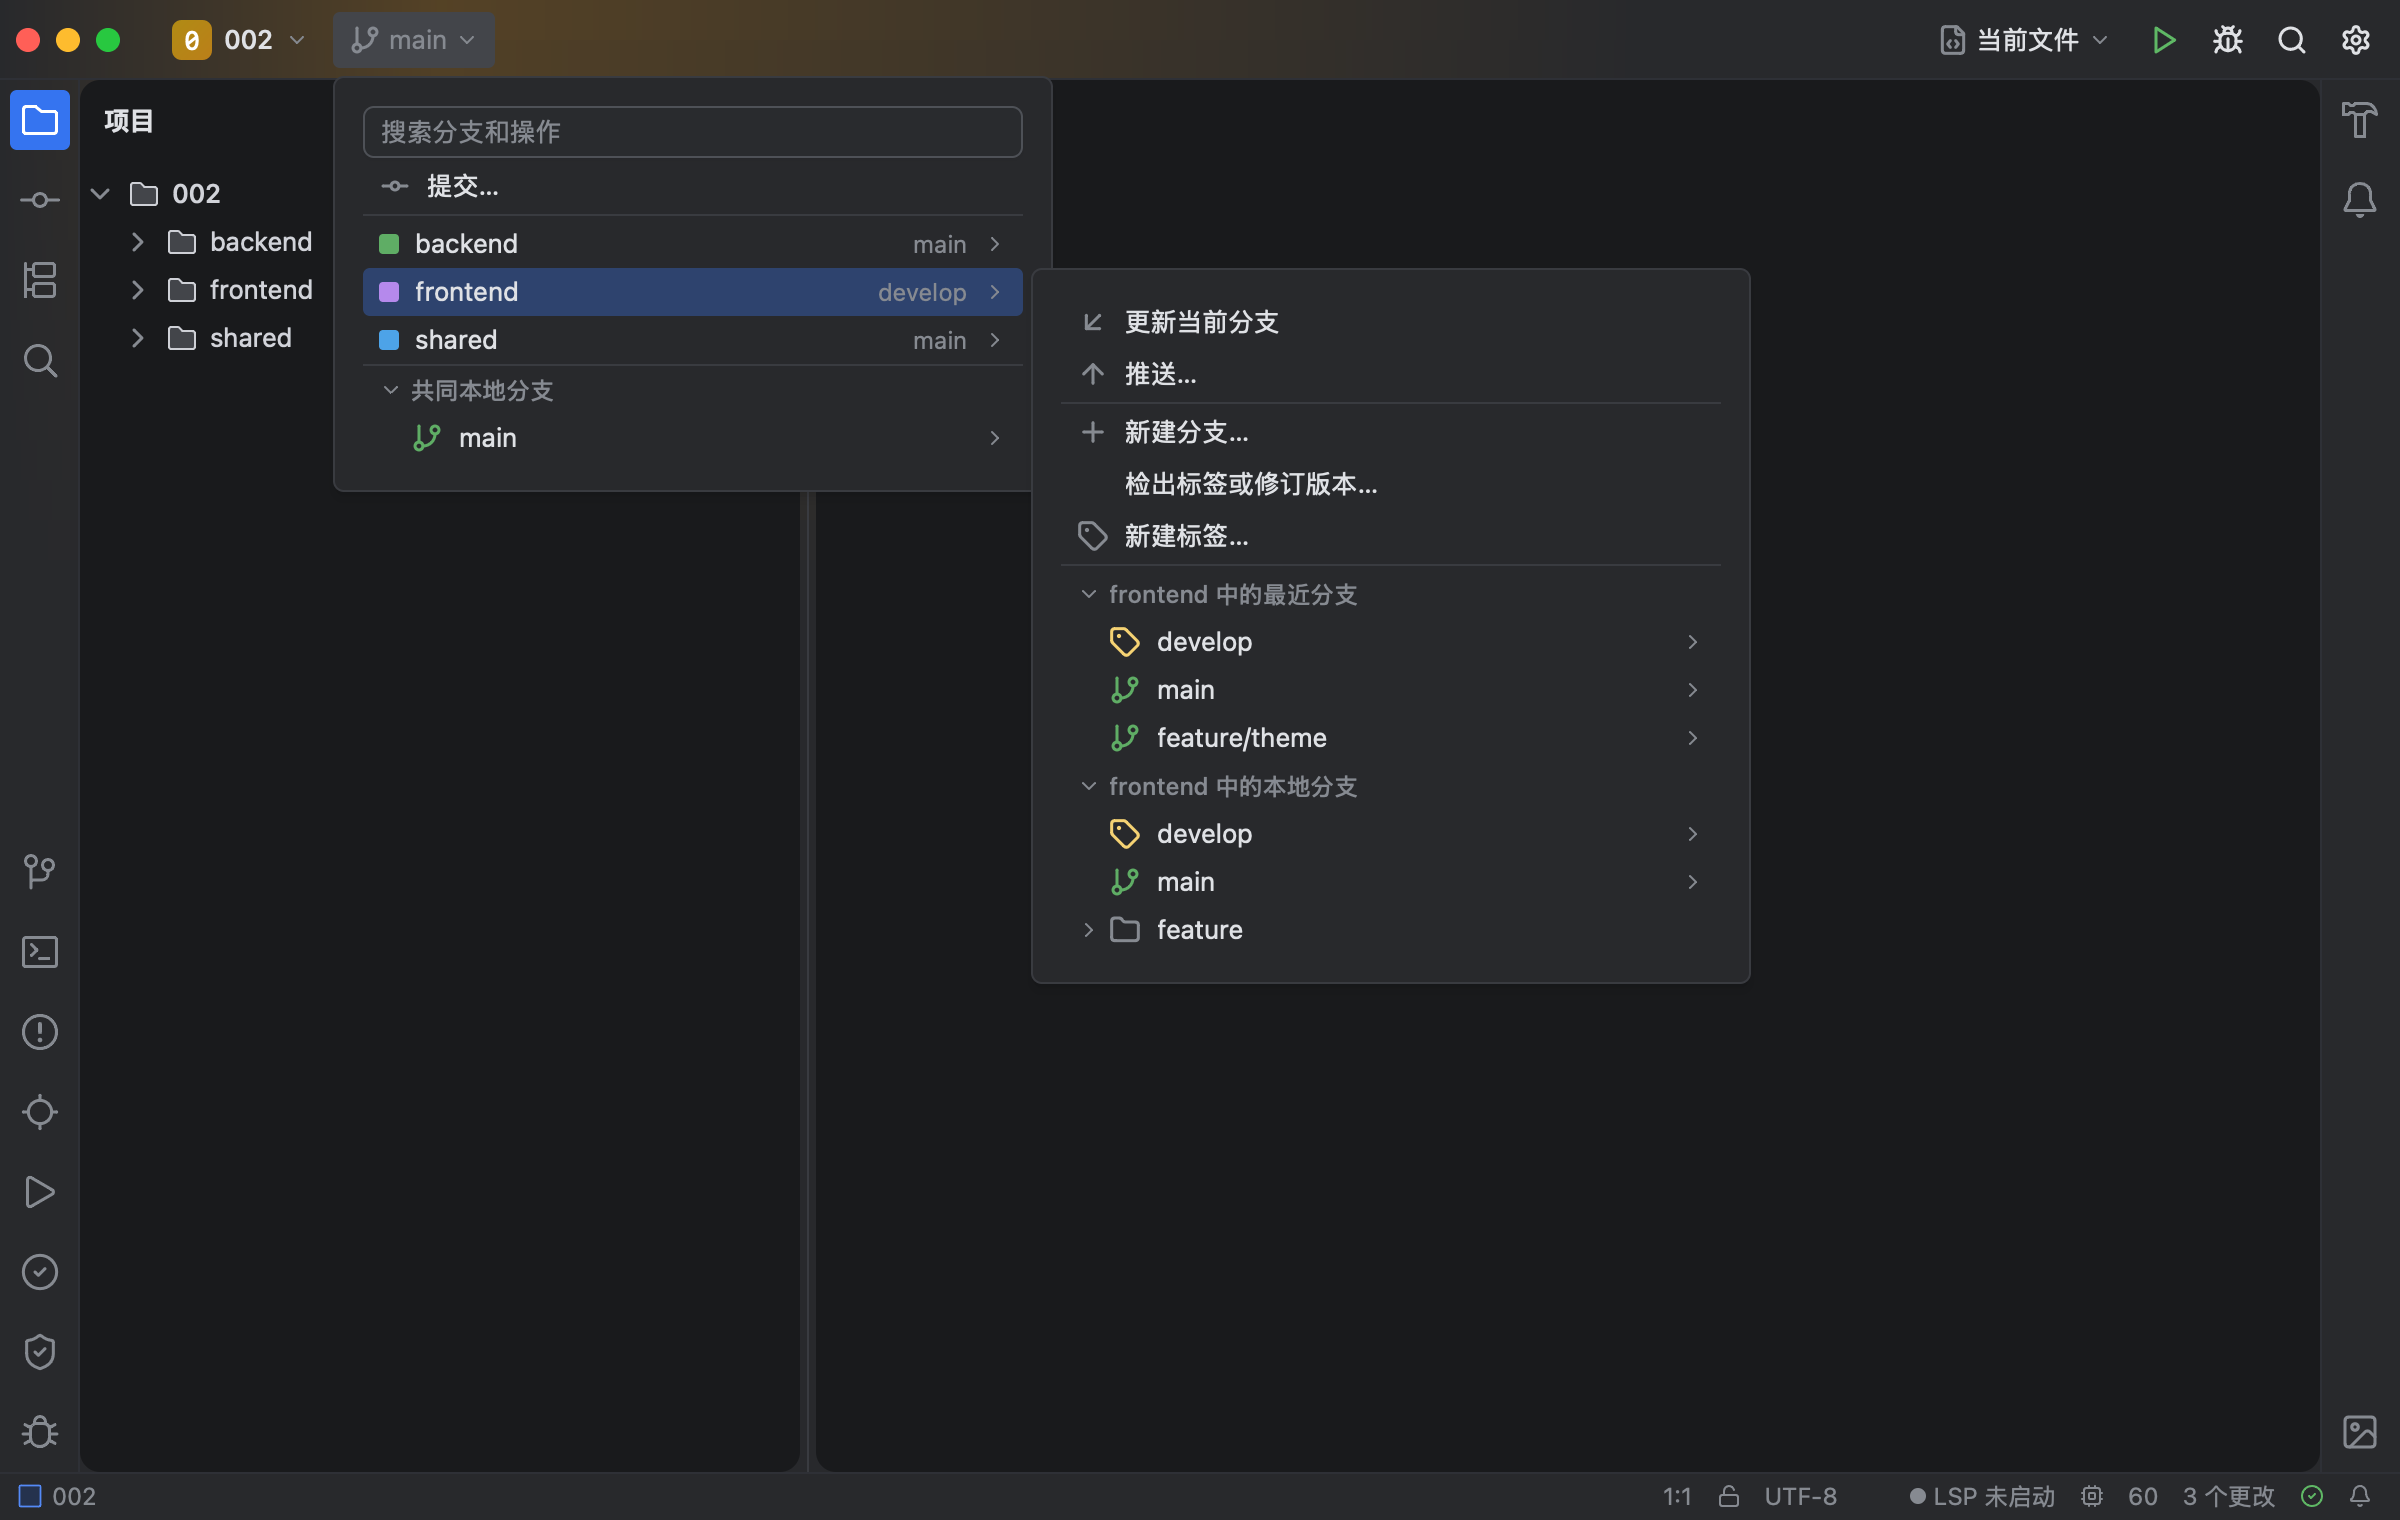 0 002 main 当前文件
项目
搜索分支和操作
提交...
002
backend
frontend
shared
backend main
frontend develop
shared main
共同本地分支
main
更新当前分支
推送...
新建分支...
检出标签或修订版本...
新建标签...
frontend 中的最近分支
develop
main
feature/theme
frontend 中的本地分支
develop
main
feature
002 1:1 UTF-8 LSP 未启动 60 3 个更改